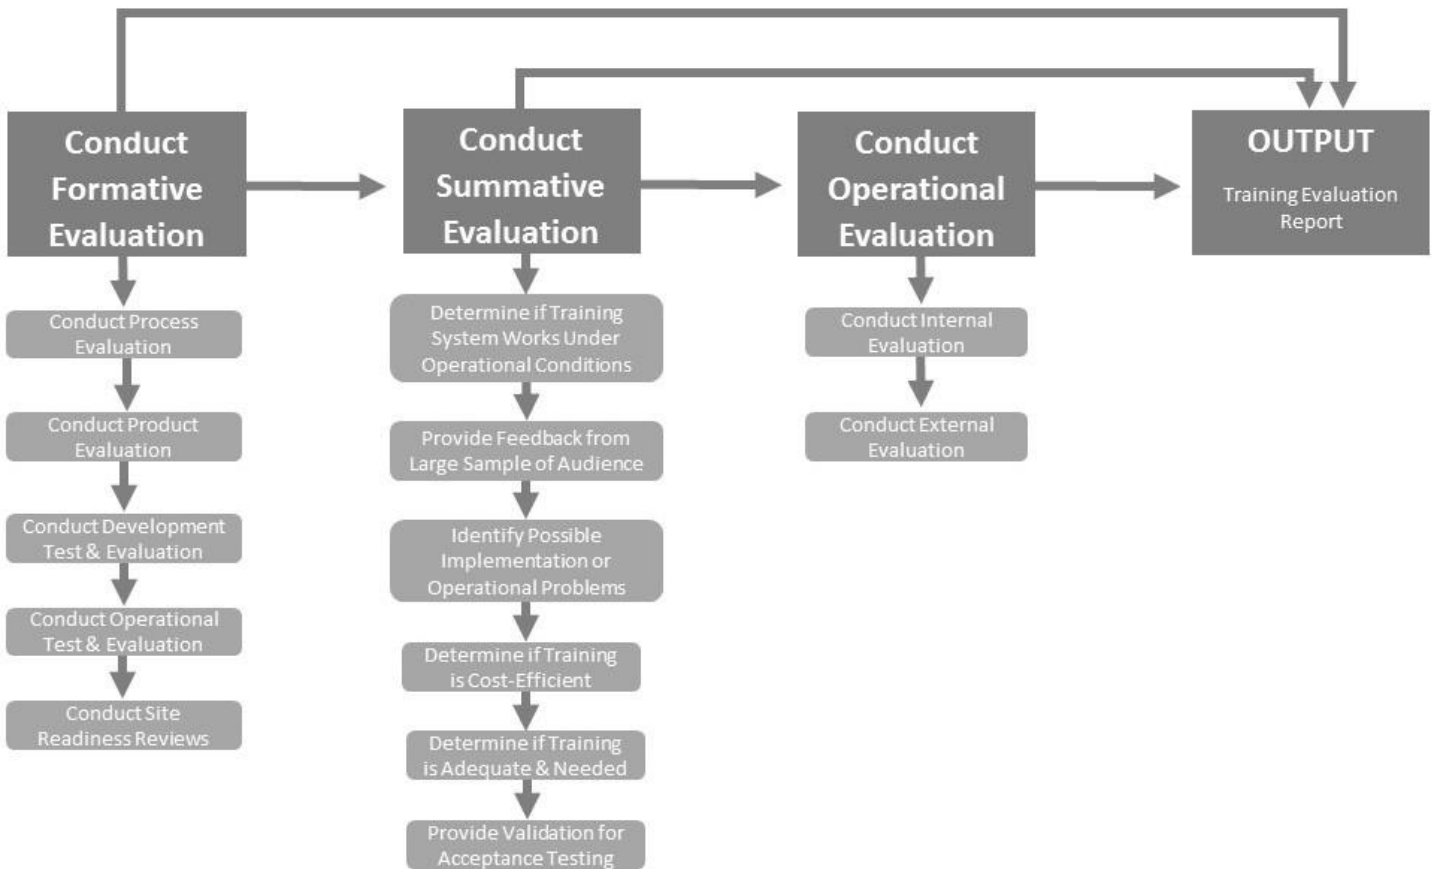 Conduct
Formative
Evaluation
Conduct Process
Evaluation
Conduct Product
Evaluation
Conduct Development
Test & Evaluation
Conduct Operational
Test & Evaluation
Conduct Site
Readiness Reviews
Conduct
Summative
Evaluation
Determine if Training
System Works Under
Operational Conditions
Provide Feedback from
Large Sample of Audience
Identify Possible
Implementation or
Operational Problems
Determine if Training
is Cost-Efficient
Determine if Training
is Adequate & Needed
Provide Validation for
Acceptance Testing
Conduct
Operational
Evaluation
Conduct Internal
Evaluation
Conduct External
Evaluation
OUTPUT
Training Evaluation
Report